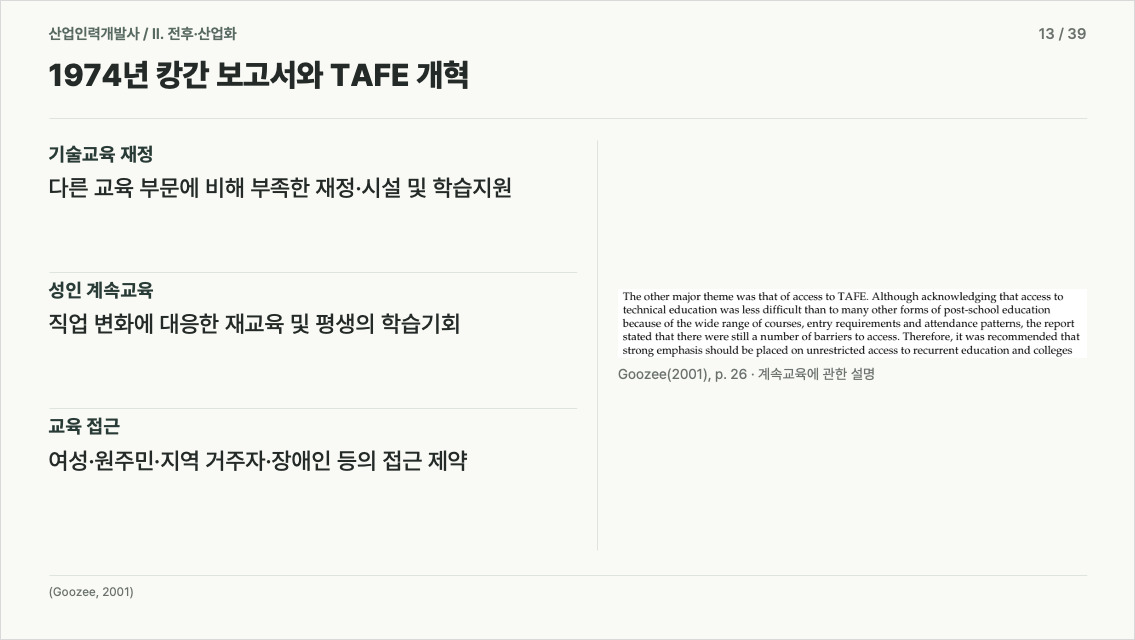 산업인력개발사 / II. 전후·산업화
13 / 39
1974년 캉간 보고서와 TAFE 개혁
기술교육 재정
다른 교육 부문에 비해 부족한 재정·시설 및 학습지원
성인 계속교육
직업 변화에 대응한 재교육 및 평생의 학습기회
교육 접근
여성·원주민·지역 거주자·장애인 등의 접근 제약
The other major theme was that of access to TAFE. Although acknowledging that access to
technical education was less difficult than to many other forms of post-school education
because of the wide range of courses, entry requirements and attendance patterns, the report
stated that there were still a number of barriers to access. Therefore, it was recommended that
strong emphasis should be placed on unrestricted access to recurrent education and colleges
Goozee(2001), p. 26 · 계속교육에 관한 설명
(Goozee, 2001)